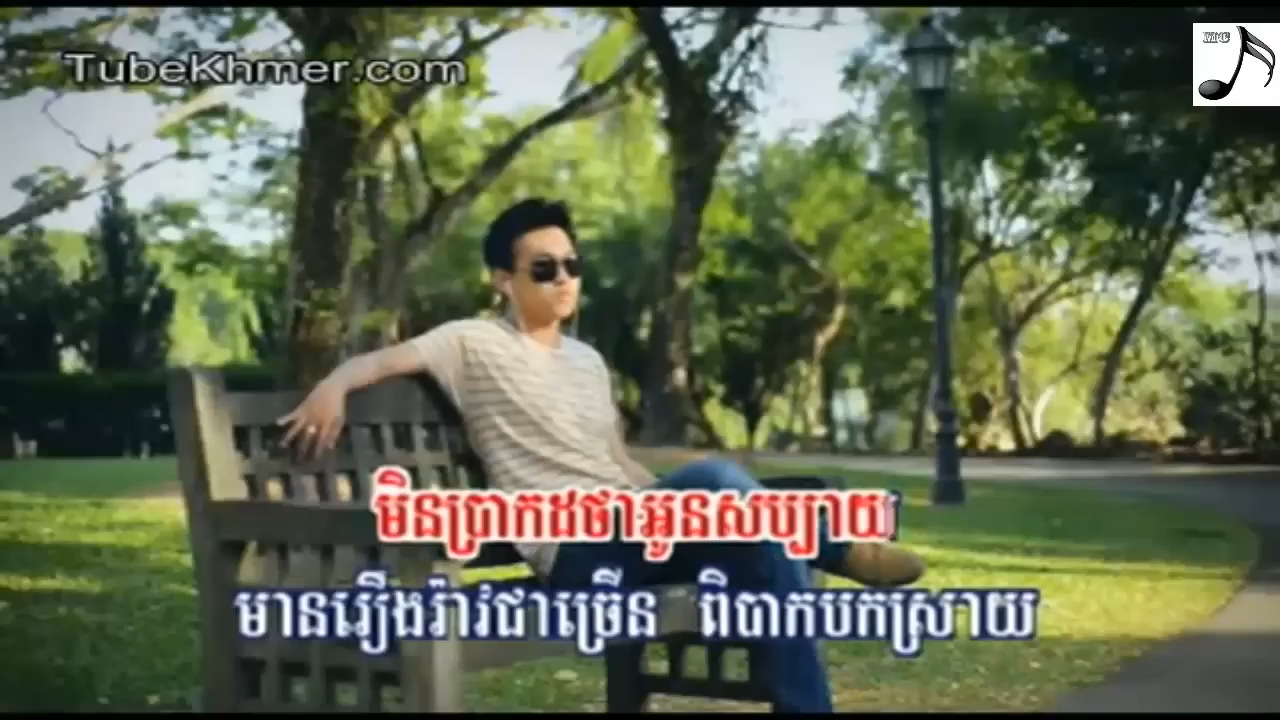 TubeKhmer.com
MNG
មិនប្រាកដថាអូនសប្បាយ
មានរឿងរ៉ាវជាច្រើន ពិបាកបកស្រាយ